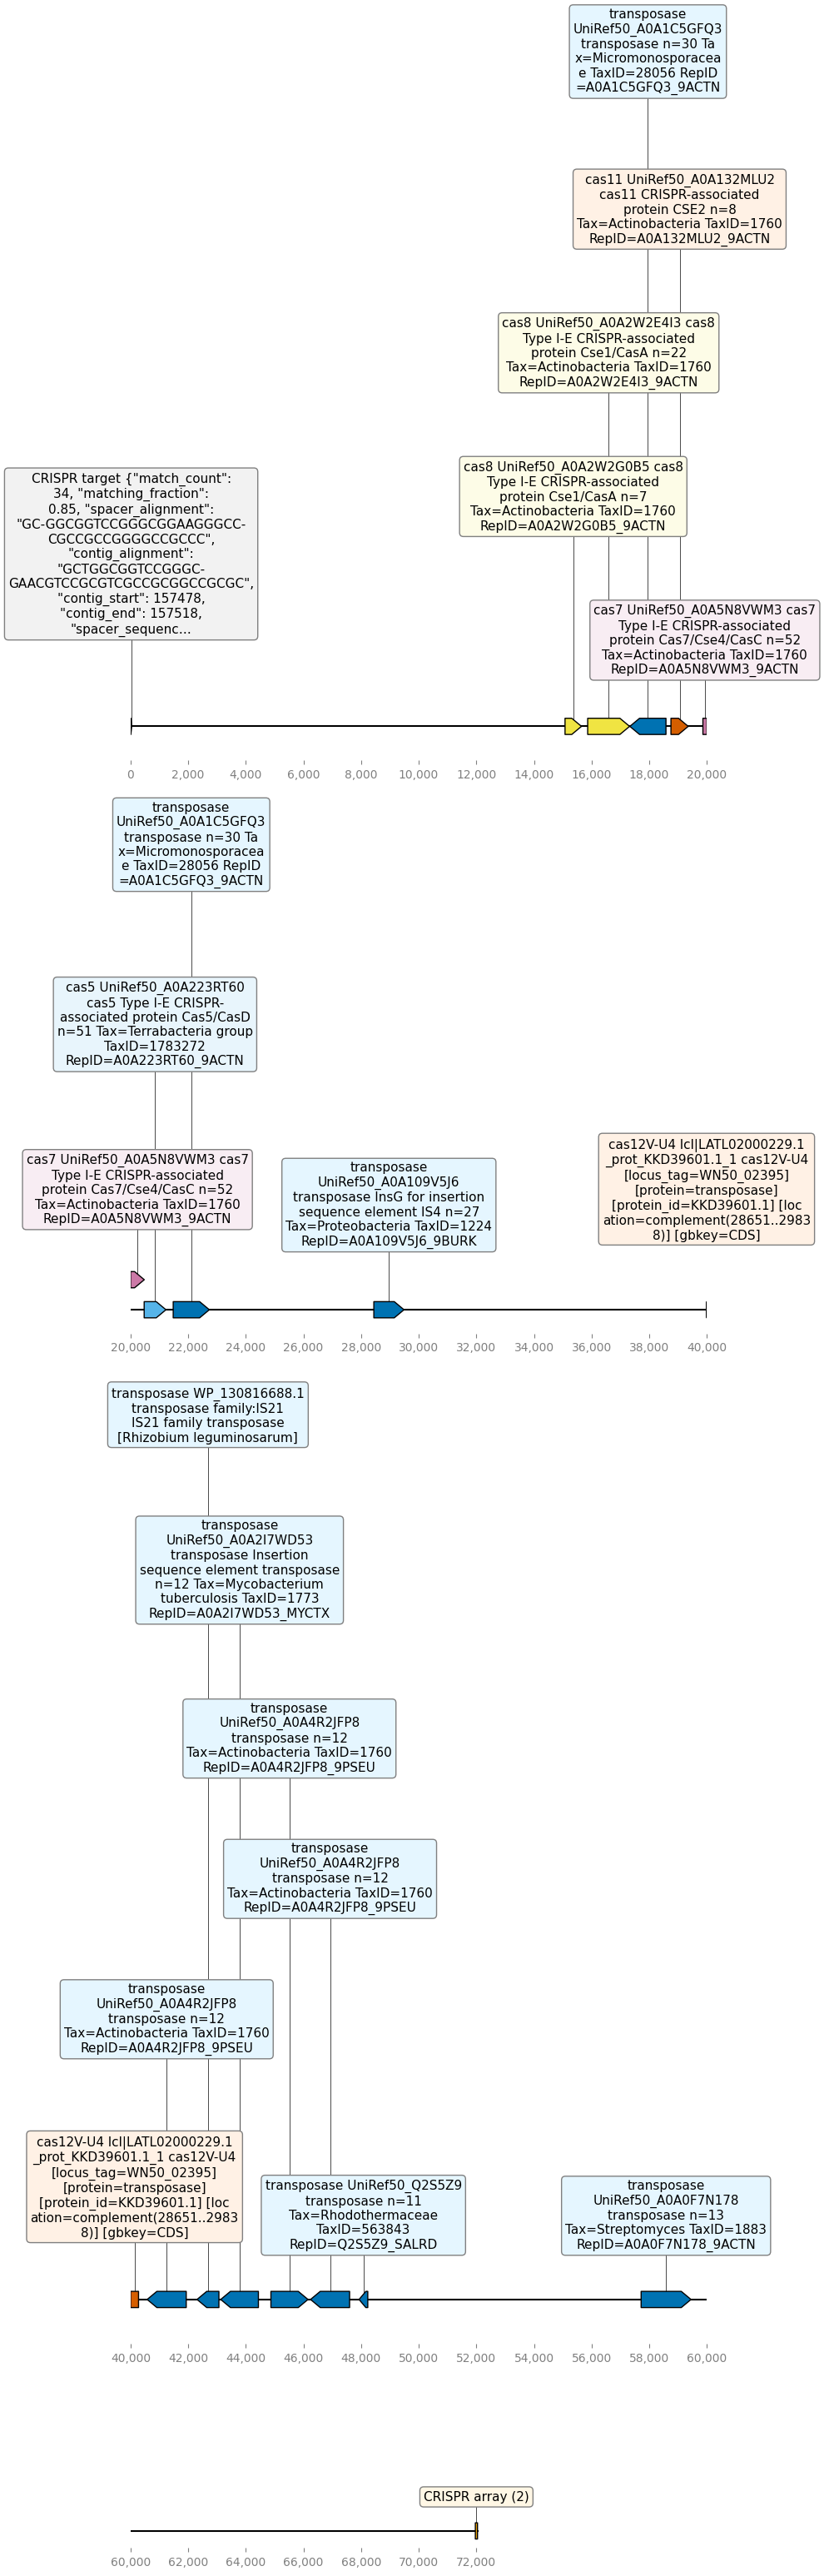 transposase
UniRef50_A0A1C5GFQ3
transposase n=30 Ta
x=Micromonosporacea
e TaxID=28056 RepID
=A0A1C5GFQ3_9ACTN
cas11 UniRef50_A0A132MLU2
cas11 CRISPR-associated
protein CSE2 n=8
Tax=Actinobacteria TaxID=1760
RepID=A0A132MLU2_9ACTN
cas8 UniRef50_A0A2W2E4I3 cas8
Type I-E CRISPR-associated
protein Cse1/CasA n=22
Tax=Actinobacteria TaxID=1760
RepID=A0A2W2E4I3_9ACTN
cas8 UniRef50_A0A2W2G0B5 cas8
Type I-E CRISPR-associated
protein Cse1/CasA n=7
Tax=Actinobacteria TaxID=1760
RepID=A0A2W2G0B5_9ACTN
CRISPR target {"match_count":
34, "matching_fraction":
0.85, "spacer_alignment":
"GC-GGCGGTCCGGGCGGAAGGGCC-
CGCCGCCGGGGCCGCCC",
"contig_alignment":
"GCTGGCGGTCCGGGC-
GAACGTCCGCGTCGCCGCGGCCGCGC",
"contig_start": 157478,
"contig_end": 157518,
"spacer_sequenc...
cas7 UniRef50_A0A5N8VWM3 cas7
Type I-E CRISPR-associated
protein Cas7/Cse4/CasC n=52
Tax=Actinobacteria TaxID=1760
RepID=A0A5N8VWM3_9ACTN
0 2,000 4,000 6,000 8,000 10,000 12,000 14,000 16,000 18,000 20,000
transposase
UniRef50_A0A1C5GFQ3
transposase n=30 Ta
x=Micromonosporacea
e TaxID=28056 RepID
=A0A1C5GFQ3_9ACTN
cas5 UniRef50_A0A223RT60
cas5 Type I-E CRISPR-
associated protein Cas5/CasD
n=51 Tax=Terrabacteria group
TaxID=1783272
RepID=A0A223RT60_9ACTN
cas7 UniRef50_A0A5N8VWM3 cas7
Type I-E CRISPR-associated
protein Cas7/Cse4/CasC n=52
Tax=Actinobacteria TaxID=1760
RepID=A0A5N8VWM3_9ACTN
transposase
UniRef50_A0A109V5J6
transposase InsG for insertion
sequence element IS4 n=27
Tax=Proteobacteria TaxID=1224
RepID=A0A109V5J6_9BURK
cas12V-U4 lcl|LATL02000229.1
_prot_KKD39601.1_1 cas12V-U4
[locus_tag=WN50_02395]
[protein=transposase]
[protein_id=KKD39601.1] [loc
ation=complement(28651..2983
8)] [gbkey=CDS]
20,000 22,000 24,000 26,000 28,000 30,000 32,000 34,000 36,000 38,000 40,000
transposase WP_130816688.1
transposase family:IS21
IS21 family transposase
[Rhizobium leguminosarum]
transposase
UniRef50_A0A2I7WD53
transposase Insertion
sequence element transposase
n=12 Tax=Mycobacterium
tuberculosis TaxID=1773
RepID=A0A2I7WD53_MYCTX
transposase
UniRef50_A0A4R2JFP8
transposase n=12
Tax=Actinobacteria TaxID=1760
RepID=A0A4R2JFP8_9PSEU
transposase
UniRef50_A0A4R2JFP8
transposase n=12
Tax=Actinobacteria TaxID=1760
RepID=A0A4R2JFP8_9PSEU
transposase
UniRef50_A0A4R2JFP8
transposase n=12
Tax=Actinobacteria TaxID=1760
RepID=A0A4R2JFP8_9PSEU
cas12V-U4 lcl|LATL02000229.1
_prot_KKD39601.1_1 cas12V-U4
[locus_tag=WN50_02395]
[protein=transposase]
[protein_id=KKD39601.1] [loc
ation=complement(28651..2983
8)] [gbkey=CDS]
transposase UniRef50_Q2S5Z9
transposase n=11
Tax=Rhodothermaceae
TaxID=563843
RepID=Q2S5Z9_SALRD
transposase
UniRef50_A0A0F7N178
transposase n=13
Tax=Streptomyces TaxID=1883
RepID=A0A0F7N178_9ACTN
40,000 42,000 44,000 46,000 48,000 50,000 52,000 54,000 56,000 58,000 60,000
CRISPR array (2)
60,000 62,000 64,000 66,000 68,000 70,000 72,000